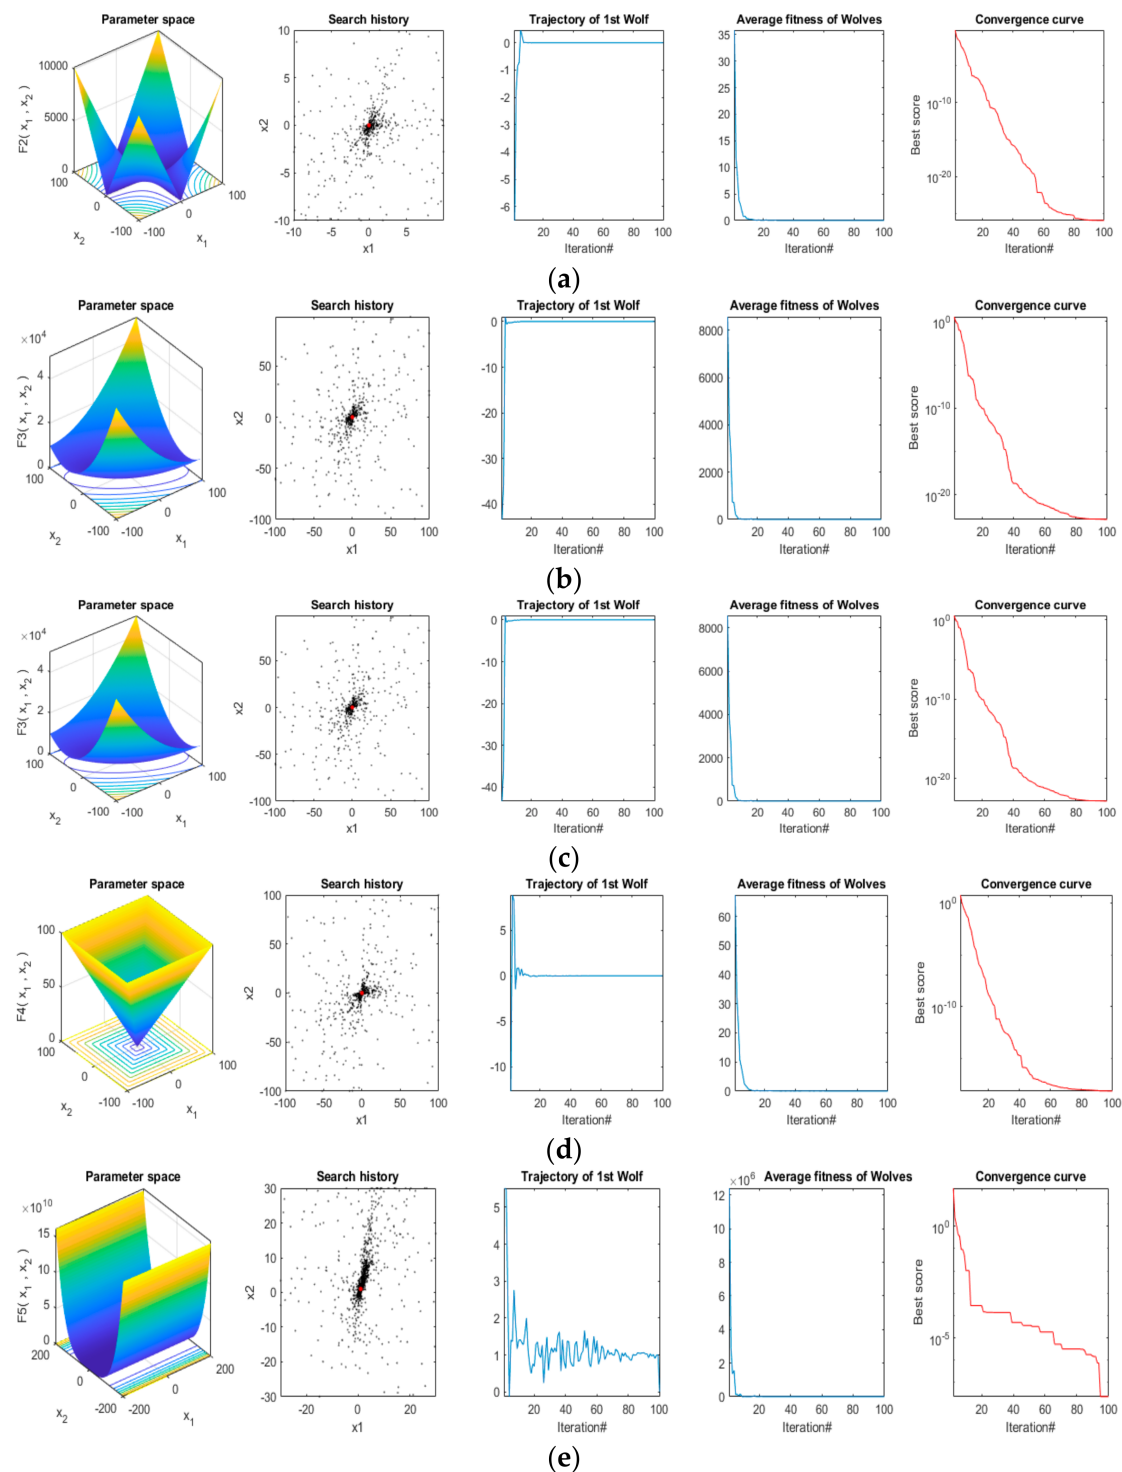 Parameter space Search history Trajectory of 1st Wolf Average fitness of Wolves Convergence curve
F2( x1 , x2 ) 10000 5000 0 100 0 -100 x2 -100 0 100 x1
x2 10 5 0 -5 -10 -10 -5 0 5 x1
0 -1 -2 -3 -4 -5 -6 20 40 60 80 100 Iteration#
35 30 25 20 15 10 5 0 20 40 60 80 100 Iteration#
Best score 10^-10 10^-20 20 40 60 80 100 Iteration#
(a)
Parameter space Search history Trajectory of 1st Wolf Average fitness of Wolves Convergence curve
F3( x1 , x2 ) ×10^4 4 2 0 100 0 -100 x2 -100 0 100 x1
x2 50 0 -50 -100 -100 -50 0 50 100 x1
0 -10 -20 -30 -40 20 40 60 80 100 Iteration#
8000 6000 4000 2000 0 20 40 60 80 100 Iteration#
Best score 10^0 10^-10 10^-20 20 40 60 80 100 Iteration#
(b)
Parameter space Search history Trajectory of 1st Wolf Average fitness of Wolves Convergence curve
F3( x1 , x2 ) ×10^4 4 2 0 100 0 -100 x2 -100 0 100 x1
x2 50 0 -50 -100 -100 -50 0 50 100 x1
0 -10 -20 -30 -40 20 40 60 80 100 Iteration#
8000 6000 4000 2000 0 20 40 60 80 100 Iteration#
Best score 10^0 10^-10 10^-20 20 40 60 80 100 Iteration#
(c)
Parameter space Search history Trajectory of 1st Wolf Average fitness of Wolves Convergence curve
F4( x1 , x2 ) 100 50 0 100 0 -100 x2 -100 0 100 x1
x2 100 50 0 -50 -100 -100 -50 0 50 100 x1
5 0 -5 -10 20 40 60 80 100 Iteration#
60 50 40 30 20 10 0 20 40 60 80 100 Iteration#
Best score 10^0 10^-10 20 40 60 80 100 Iteration#
(d)
Parameter space Search history Trajectory of 1st Wolf Average fitness of Wolves Convergence curve
F5( x1 , x2 ) ×10^10 15 10 5 0 200 0 -200 x2 -200 0 200 x1
x2 30 20 10 0 -10 -20 -30 -20 0 20 x1
5 4 3 2 1 0 20 40 60 80 100 Iteration#
×10^6 12 10 8 6 4 2 0 20 40 60 80 100 Iteration#
Best score 10^0 10^-5 20 40 60 80 100 Iteration#
(e)